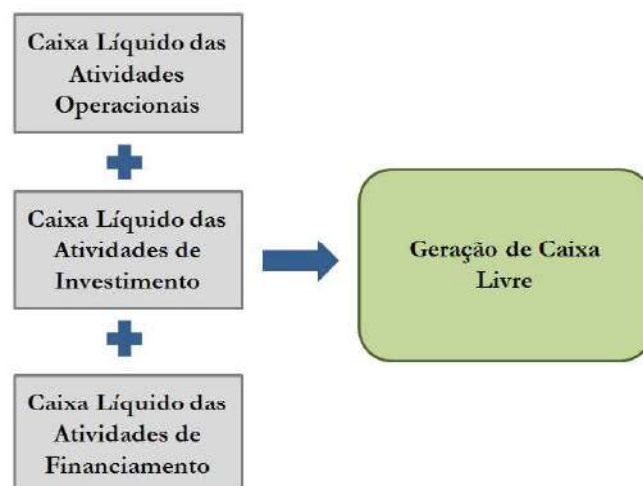 Caixa Líquido das
Atividades
Operacionais
Caixa Líquido das
Atividades de
Investimento
Geração de Caixa
Livre
Caixa Líquido das
Atividades de
Financiamento